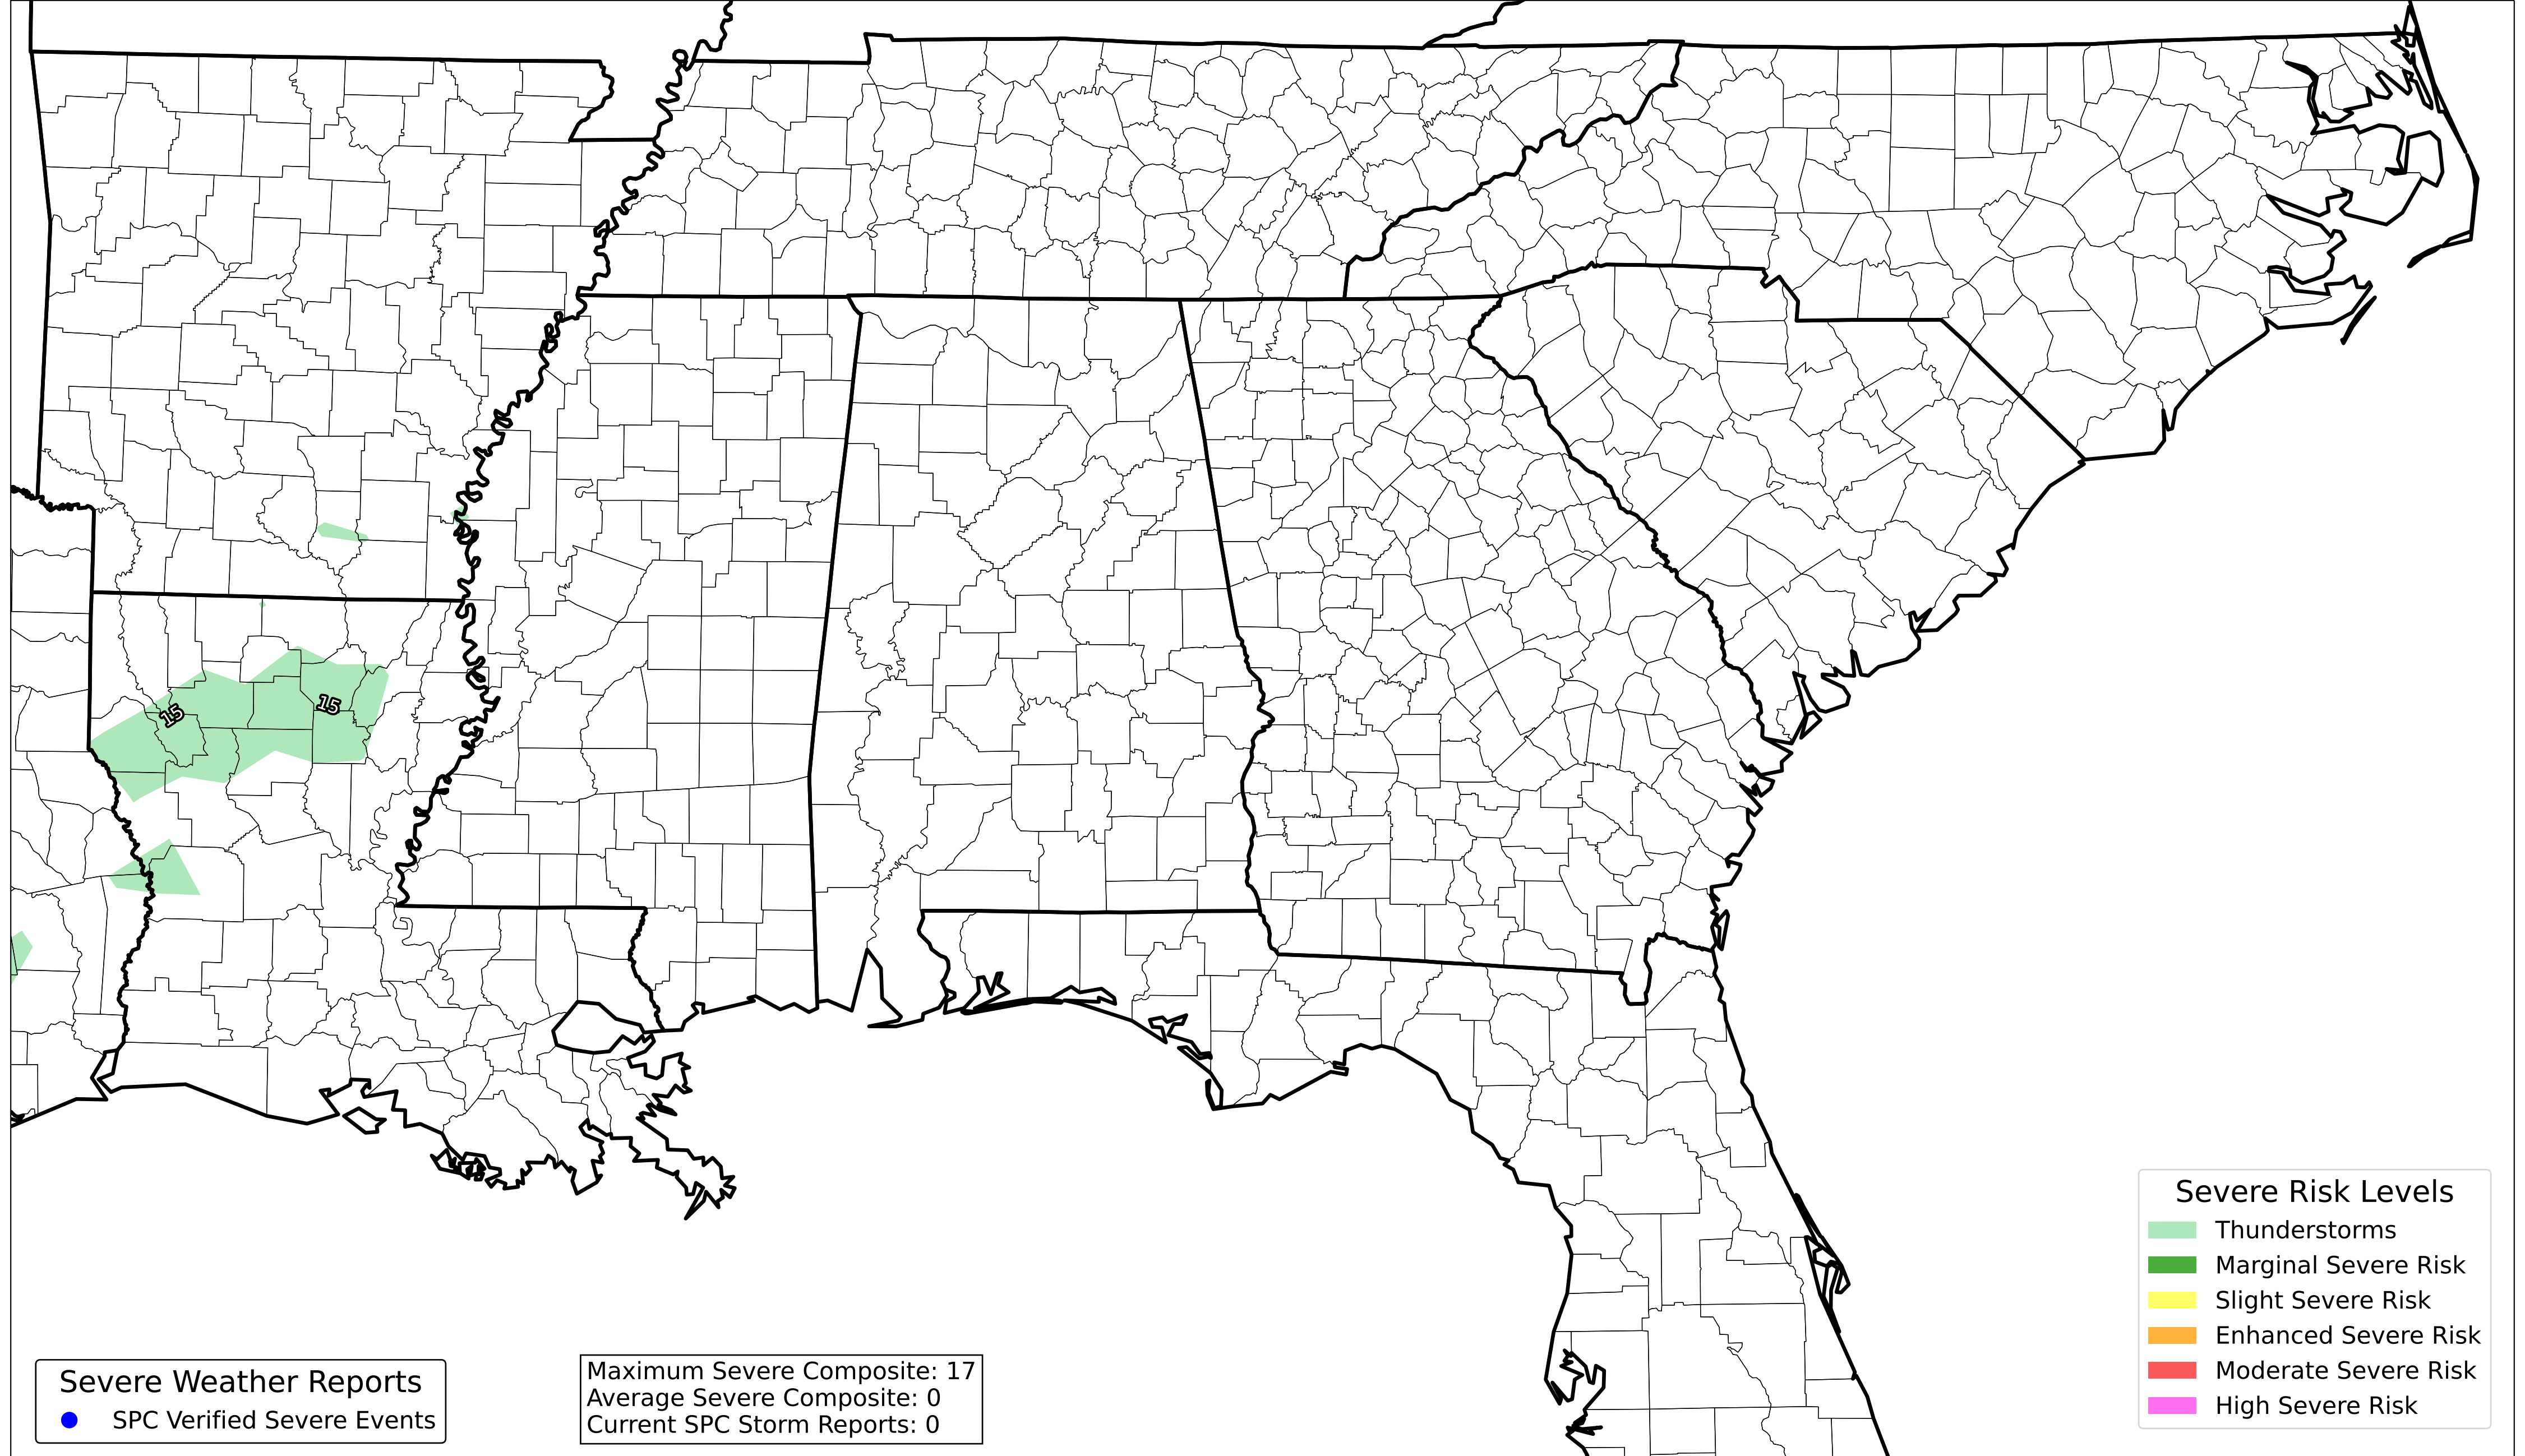 15
15
Severe Weather Reports
SPC Verified Severe Events
Maximum Severe Composite: 17
Average Severe Composite: 0
Current SPC Storm Reports: 0
Severe Risk Levels
Thunderstorms
Marginal Severe Risk
Slight Severe Risk
Enhanced Severe Risk
Moderate Severe Risk
High Severe Risk